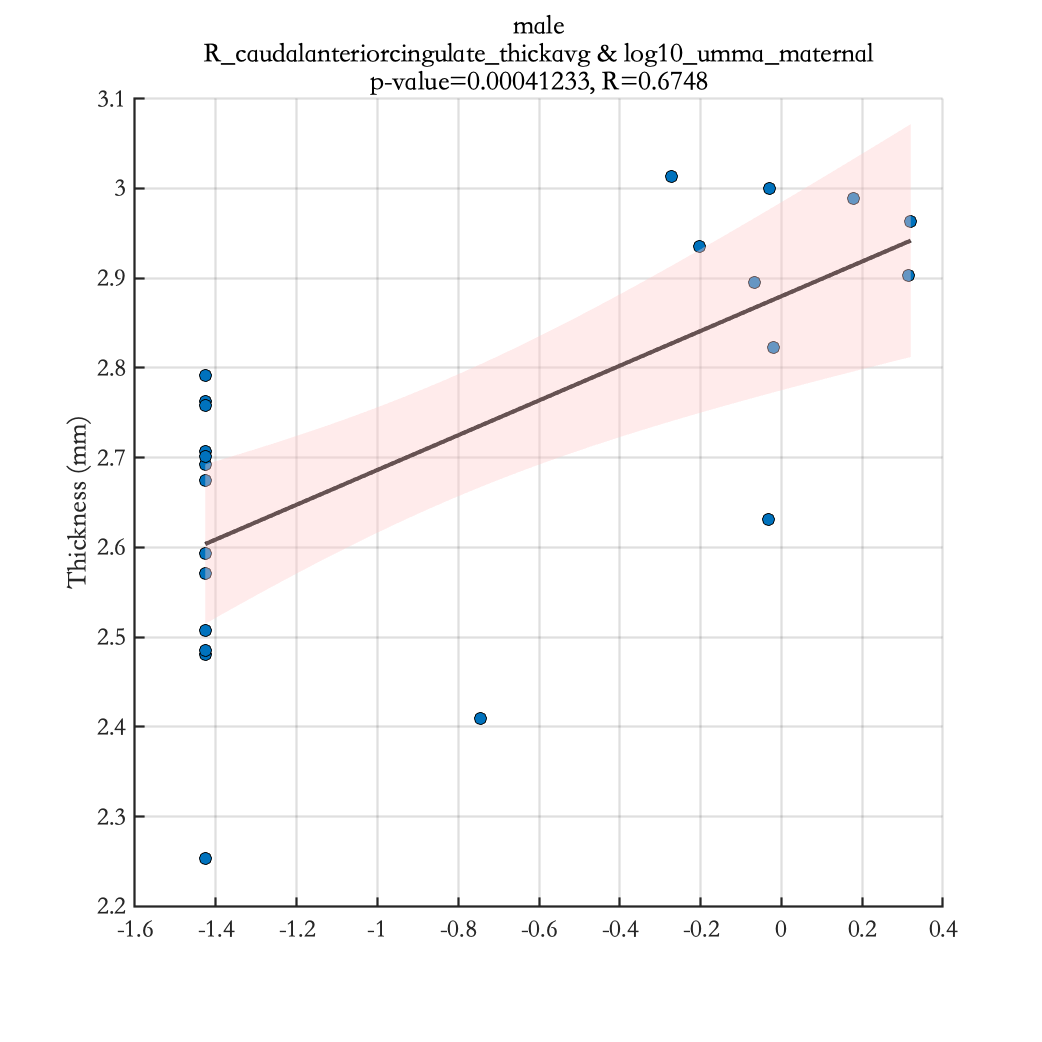 male
R_caudalanteriorcingulate_thickavg & log10_umma_maternal
p-value=0.00041233, R=0.6748
3.1
3
2.9
2.8
2.7
2.6
2.5
2.4
2.3
2.2
Thickness (mm)
-1.6 -1.4 -1.2 -1 -0.8 -0.6 -0.4 -0.2 0 0.2 0.4